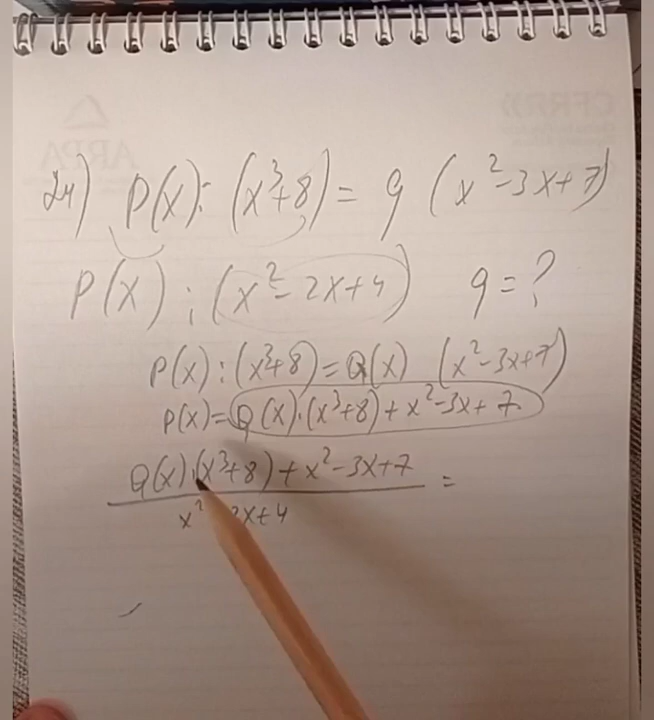 24) P(x): (x³+8) = q (x²-3x+7)
P(x) : (x²-2x+4) q=?
P(x):(x³+8)=Q(x) (x²-3x+7)
P(x)=Q(x)·(x³+8)+x²-3x+7
Q(x)·(x³+8)+x²-3x+7 =
x² 2x+4